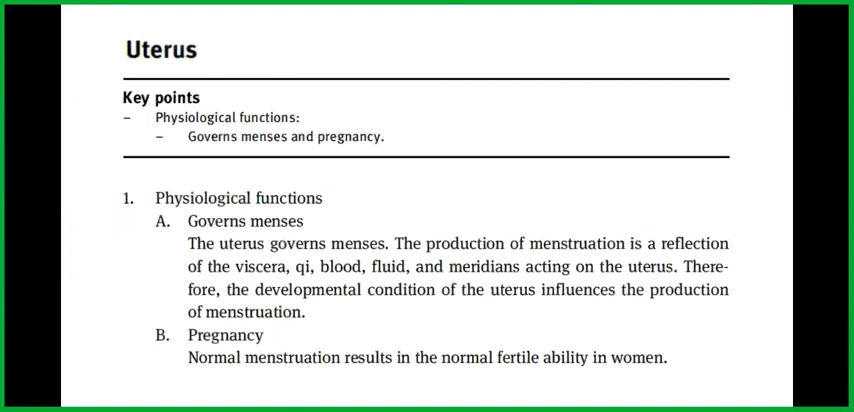 Uterus
Key points
– Physiological functions:
– Governs menses and pregnancy.
1. Physiological functions
A. Governs menses
The uterus governs menses. The production of menstruation is a reflection
of the viscera, qi, blood, fluid, and meridians acting on the uterus. There-
fore, the developmental condition of the uterus influences the production
of menstruation.
B. Pregnancy
Normal menstruation results in the normal fertile ability in women.